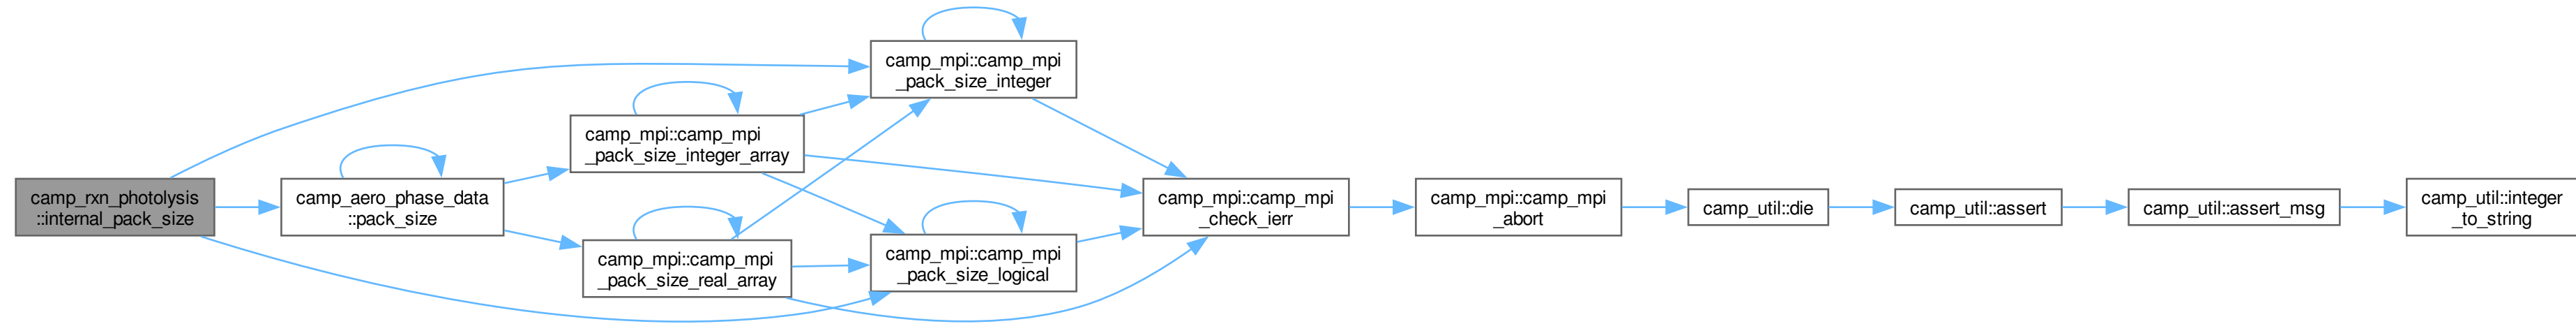 camp_rxn_photolysis
::internal_pack_size
camp_aero_phase_data
::pack_size
camp_mpi::camp_mpi
_pack_size_integer_array
camp_mpi::camp_mpi
_pack_size_real_array
camp_mpi::camp_mpi
_pack_size_integer
camp_mpi::camp_mpi
_pack_size_logical
camp_mpi::camp_mpi
_check_ierr
camp_mpi::camp_mpi
_abort
camp_util::die
camp_util::assert
camp_util::assert_msg
camp_util::integer
_to_string